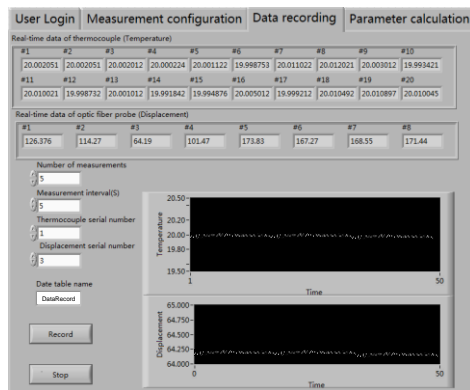 User Login Measurement configuration Data recording Parameter calculation
Real-time data of thermocouple (Temperature)
#1 #2 #3 #4 #5 #6 #7 #8 #9 #10
20.002051 20.002051 20.002012 20.000224 20.001122 19.998753 20.011022 20.012021 20.003012 19.993421
#11 #12 #13 #14 #15 #16 #17 #18 #19 #20
20.010021 19.998732 20.001012 19.991842 19.994876 20.005012 19.999212 20.010492 20.010897 20.010045
Real-time data of optic fiber probe (Displacement)
#1 #2 #3 #4 #5 #6 #7 #8
126.376 114.27 64.19 101.47 173.83 167.27 168.55 171.44
Number of measurements
5
Measurement interval(S)
5
Thermocouple serial number
1
Displacement serial number
3
Date table name
DataRecord
Record
Stop
Temperature
20.50
20.20
20.00
19.80
19.50
1 50
Time
Displacement
65.000
64.750
64.500
64.250
64.000
0 50
Time